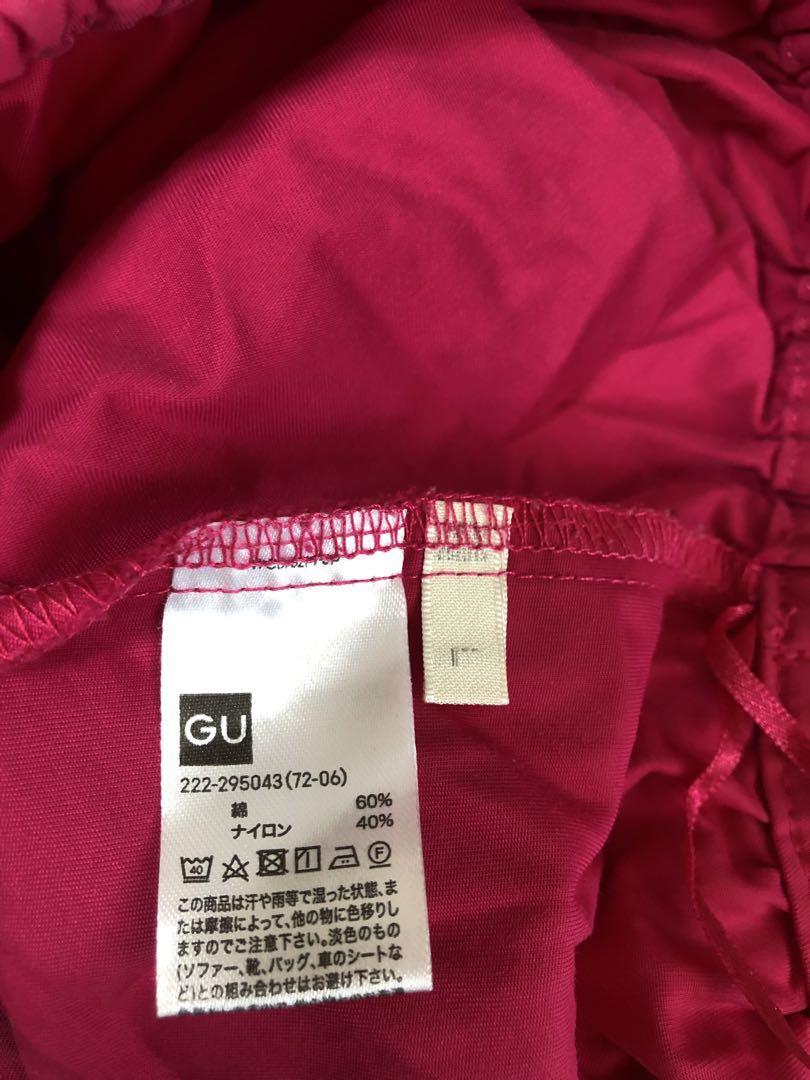 GU
222-295043(72-06)
綿 60%
ナイロン 40%
40 F
この商品は汗や雨等で湿った状態、ま
たは摩擦によって、他の物に色移りし
ますのでご注意下さい。淡色のもの
(ソファー、靴、バッグ、車のシートな
ど)との組み合わせはお避け下さい。